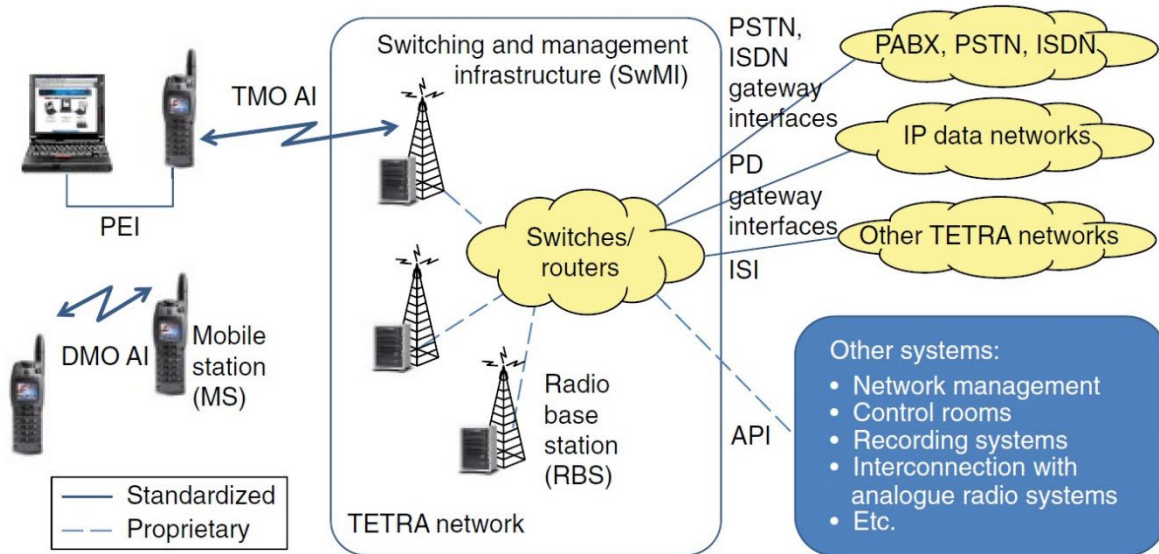 Switching and management
infrastructure (SwMI)
TMO AI
PEI
DMO AI
Mobile
station
(MS)
Switches/
routers
Radio
base
station
(RBS)
TETRA network
Standardized
Proprietary
PSTN,
ISDN
gateway
interfaces
PD
gateway
interfaces
ISI
API
PABX, PSTN, ISDN
IP data networks
Other TETRA networks
Other systems:
• Network management
• Control rooms
• Recording systems
• Interconnection with
analogue radio systems
• Etc.